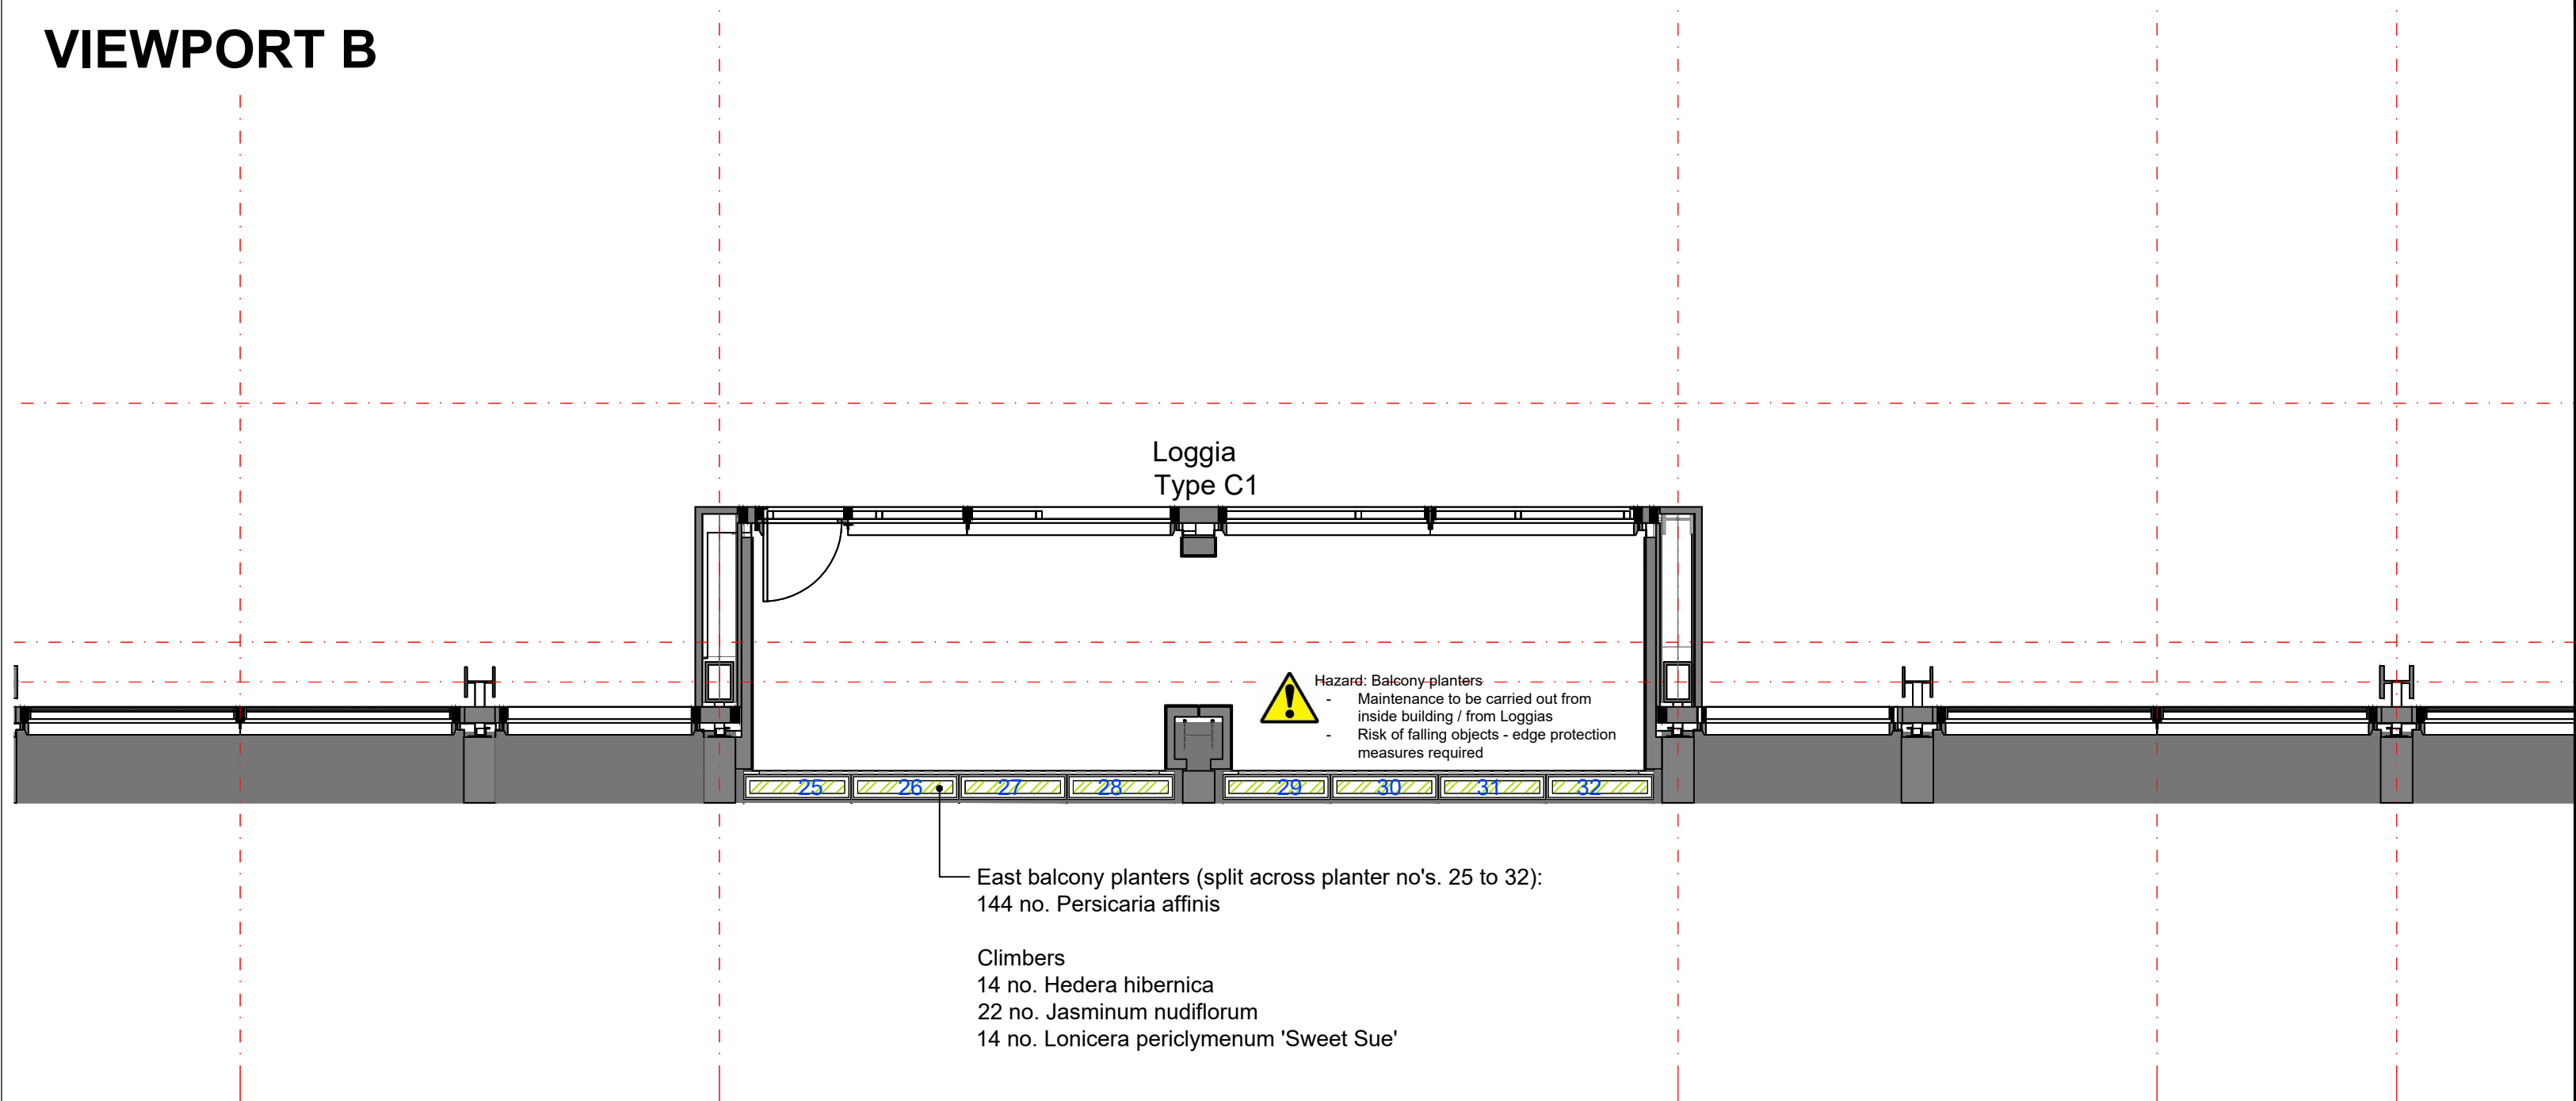 VIEWPORT B
Loggia
Type C1
Hazard: Balcony planters
- Maintenance to be carried out from
inside building / from Loggias
- Risk of falling objects - edge protection
measures required
25 26 27 28 29 30 31 32
East balcony planters (split across planter no's. 25 to 32):
144 no. Persicaria affinis
Climbers
14 no. Hedera hibernica
22 no. Jasminum nudiflorum
14 no. Lonicera periclymenum 'Sweet Sue'